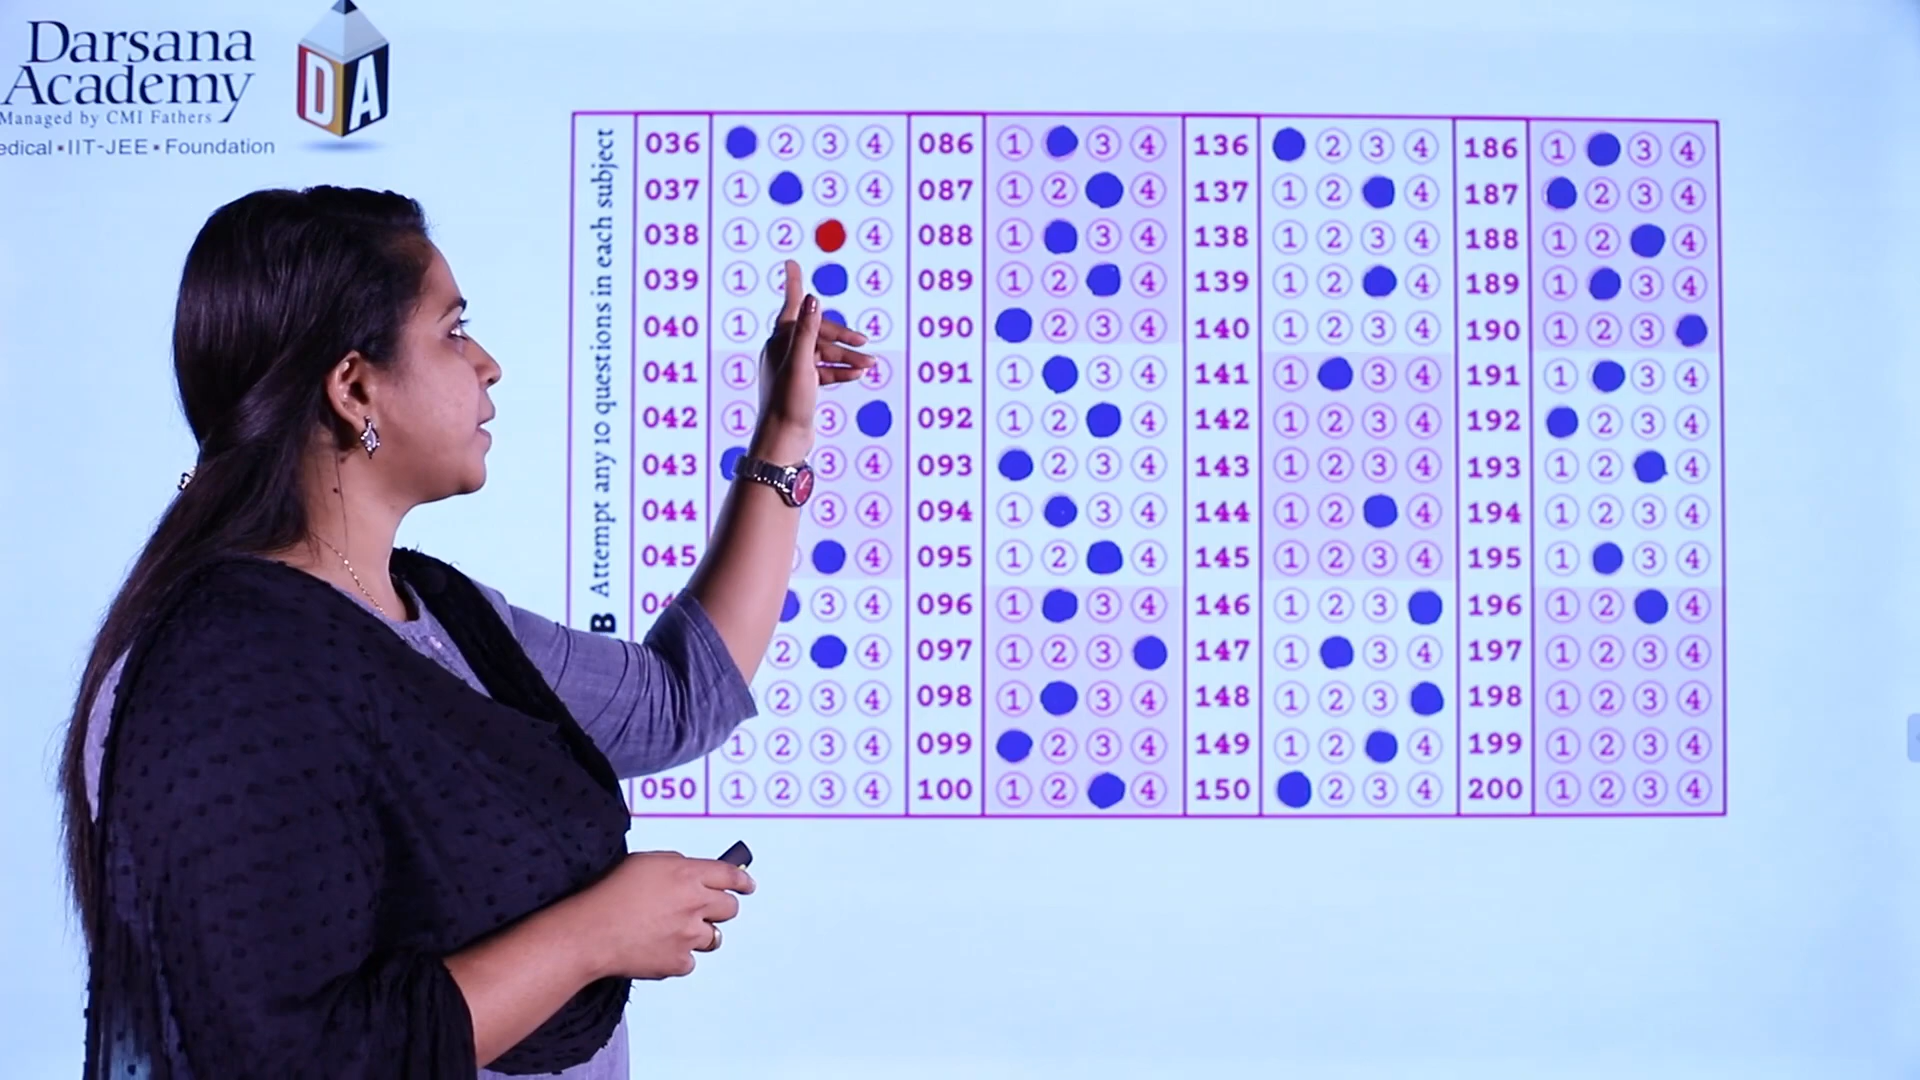 Darsana
Academy
Managed by CMI Fathers
edical ▪ IIT-JEE ▪ Foundation
DA
B Attempt any 10 questions in each subject
036 2 3 4 086 1 3 4 136 2 3 4 186 1 3 4
037 1 3 4 087 1 2 4 137 1 2 4 187 2 3 4
038 1 2 4 088 1 3 4 138 1 2 3 4 188 1 2 4
039 1 2 4 089 1 2 4 139 1 2 4 189 1 3 4
040 1 4 090 2 3 4 140 1 2 3 4 190 1 2 3
041 1 4 091 1 3 4 141 1 3 4 191 1 3 4
042 1 3 092 1 2 4 142 1 2 3 4 192 2 3 4
043 3 4 093 2 3 4 143 1 2 3 4 193 1 2 4
044 3 4 094 1 3 4 144 1 2 4 194 1 2 3 4
045 4 095 1 2 4 145 1 2 3 4 195 1 3 4
04 3 4 096 1 3 4 146 1 2 3 196 1 2 4
2 4 097 1 2 3 147 1 3 4 197 1 2 3 4
2 3 4 098 1 3 4 148 1 2 3 198 1 2 3 4
1 2 3 4 099 2 3 4 149 1 2 4 199 1 2 3 4
050 1 2 3 4 100 1 2 4 150 2 3 4 200 1 2 3 4